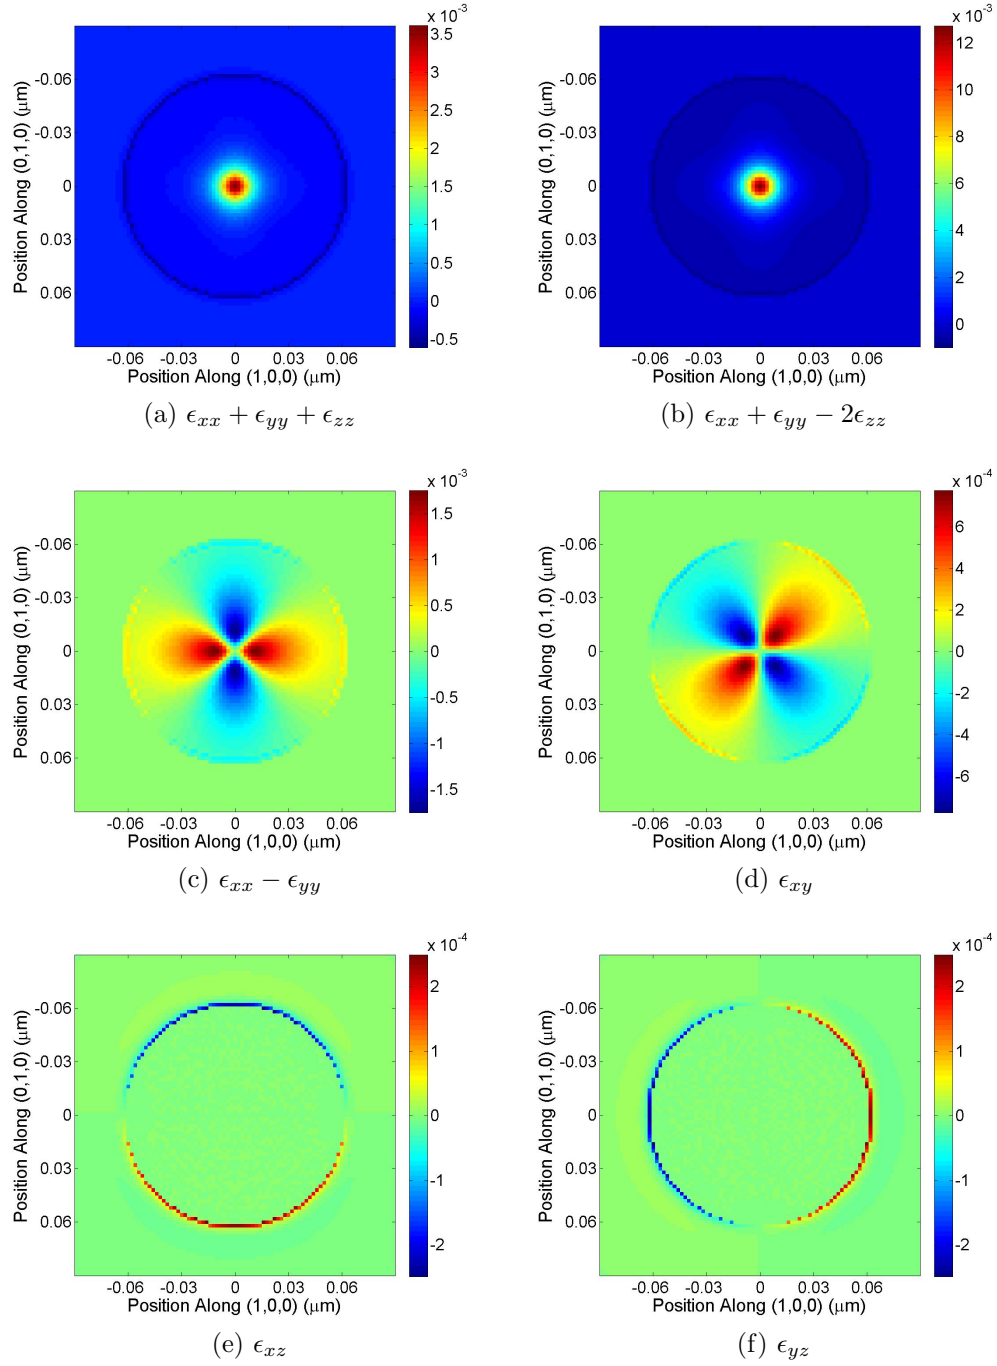 x 10⁻³
3.5
3
2.5
2
1.5
1
0.5
0
-0.5
Position Along (0,1,0) (μm)
-0.06
-0.03
0
0.03
0.06
-0.06 -0.03 0 0.03 0.06
Position Along (1,0,0) (μm)
(a) ϵxx + ϵyy + ϵzz
x 10⁻³
12
10
8
6
4
2
0
Position Along (0,1,0) (μm)
-0.06
-0.03
0
0.03
0.06
-0.06 -0.03 0 0.03 0.06
Position Along (1,0,0) (μm)
(b) ϵxx + ϵyy − 2ϵzz
x 10⁻³
1.5
1
0.5
0
-0.5
-1
-1.5
Position Along (0,1,0) (μm)
-0.06
-0.03
0
0.03
0.06
-0.06 -0.03 0 0.03 0.06
Position Along (1,0,0) (μm)
(c) ϵxx − ϵyy
x 10⁻⁴
6
4
2
0
-2
-4
-6
Position Along (0,1,0) (μm)
-0.06
-0.03
0
0.03
0.06
-0.06 -0.03 0 0.03 0.06
Position Along (1,0,0) (μm)
(d) ϵxy
x 10⁻⁴
2
1
0
-1
-2
Position Along (0,1,0) (μm)
-0.06
-0.03
0
0.03
0.06
-0.06 -0.03 0 0.03 0.06
Position Along (1,0,0) (μm)
(e) ϵxz
x 10⁻⁴
2
1
0
-1
-2
Position Along (0,1,0) (μm)
-0.06
-0.03
0
0.03
0.06
-0.06 -0.03 0 0.03 0.06
Position Along (1,0,0) (μm)
(f) ϵyz